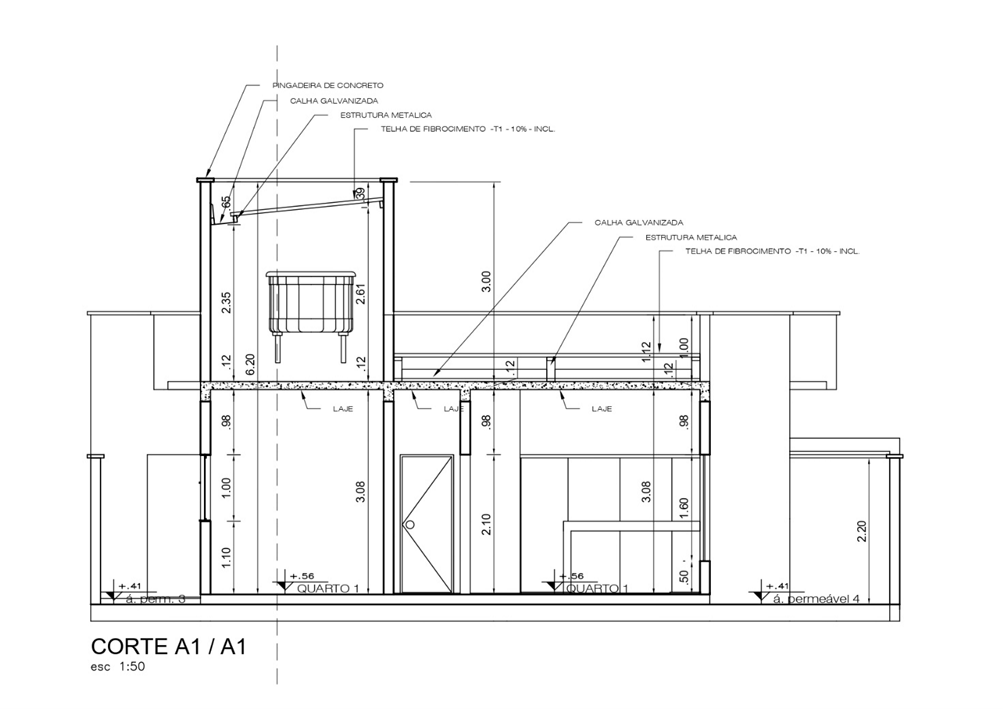 PINGADEIRA DE CONCRETO
CALHA GALVANIZADA
ESTRUTURA METALICA
TELHA DE FIBROCIMENTO -T1 - 10% - INCL.
.65
.39
CALHA GALVANIZADA
ESTRUTURA METALICA
TELHA DE FIBROCIMENTO -T1 - 10% - INCL.
3.00
2.61
2.35
1.12
1.00
.12
6.20
.12
.12
.12
LAJE
LAJE
LAJE
.98
.98
.98
1.00
3.08
3.08
1.60
2.10
2.20
1.10
.50
+.41
á. perm. 3
+.56
QUARTO 1
+.56
QUARTO 1
+.41
á. permeável 4
CORTE A1 / A1
esc 1:50